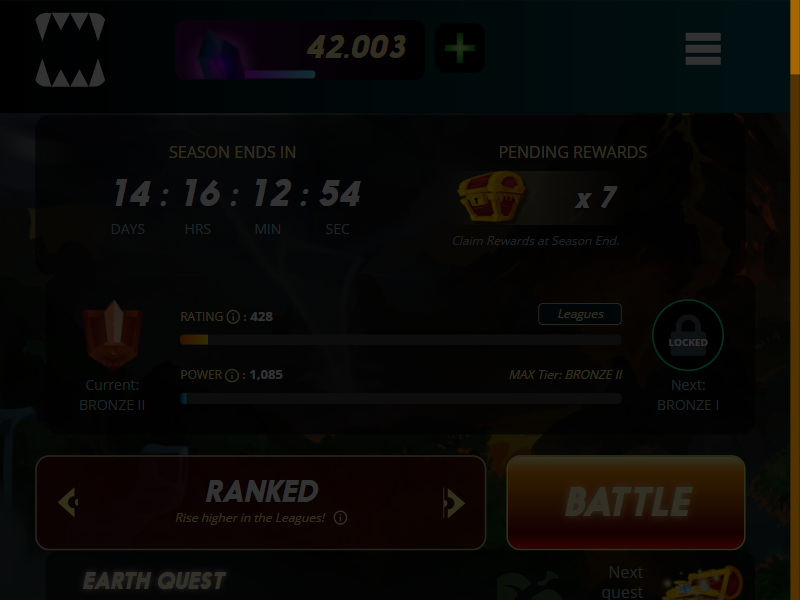 42.003
SEASON ENDS IN
PENDING REWARDS
14 : 16 : 12 : 54
x 7
DAYS HRS MIN SEC
Claim Rewards at Season End.
RATING i : 428
Leagues
LOCKED
POWER i : 1,085
MAX Tier: BRONZE II
Current:
BRONZE II
Next:
BRONZE I
RANKED
Rise higher in the Leagues! i
BATTLE
EARTH QUEST
Next
quest